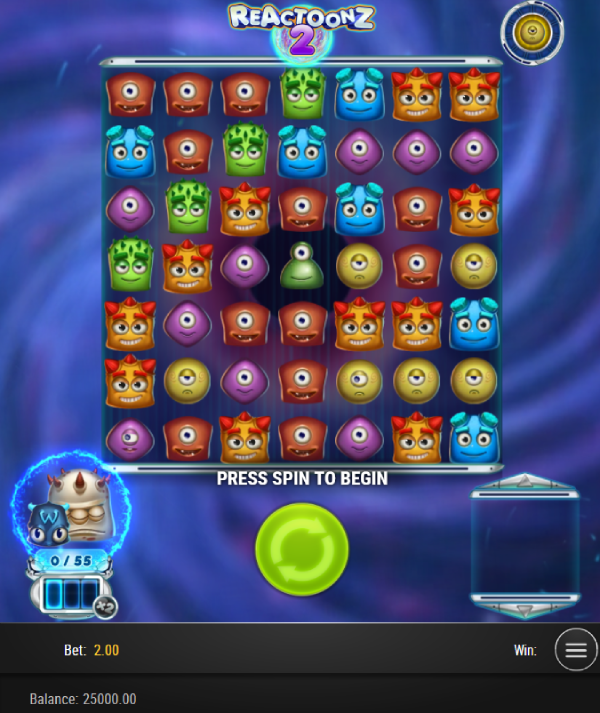 REACTOONZ
2
PRESS SPIN TO BEGIN
W
0 / 55
x2
Bet: 2.00
Win:
Balance: 25000.00